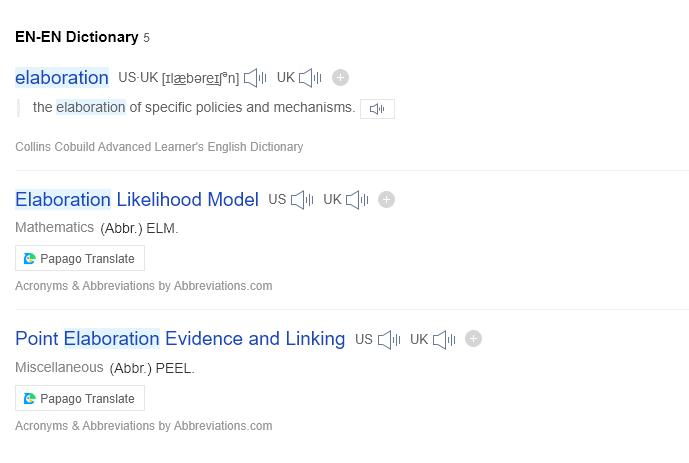 EN-EN Dictionary 5
elaboration US·UK [ɪlæbəreɪʃᵊn] UK
the elaboration of specific policies and mechanisms.
Collins Cobuild Advanced Learner's English Dictionary
Elaboration Likelihood Model US UK
Mathematics (Abbr.) ELM.
Papago Translate
Acronyms & Abbreviations by Abbreviations.com
Point Elaboration Evidence and Linking US UK
Miscellaneous (Abbr.) PEEL.
Papago Translate
Acronyms & Abbreviations by Abbreviations.com